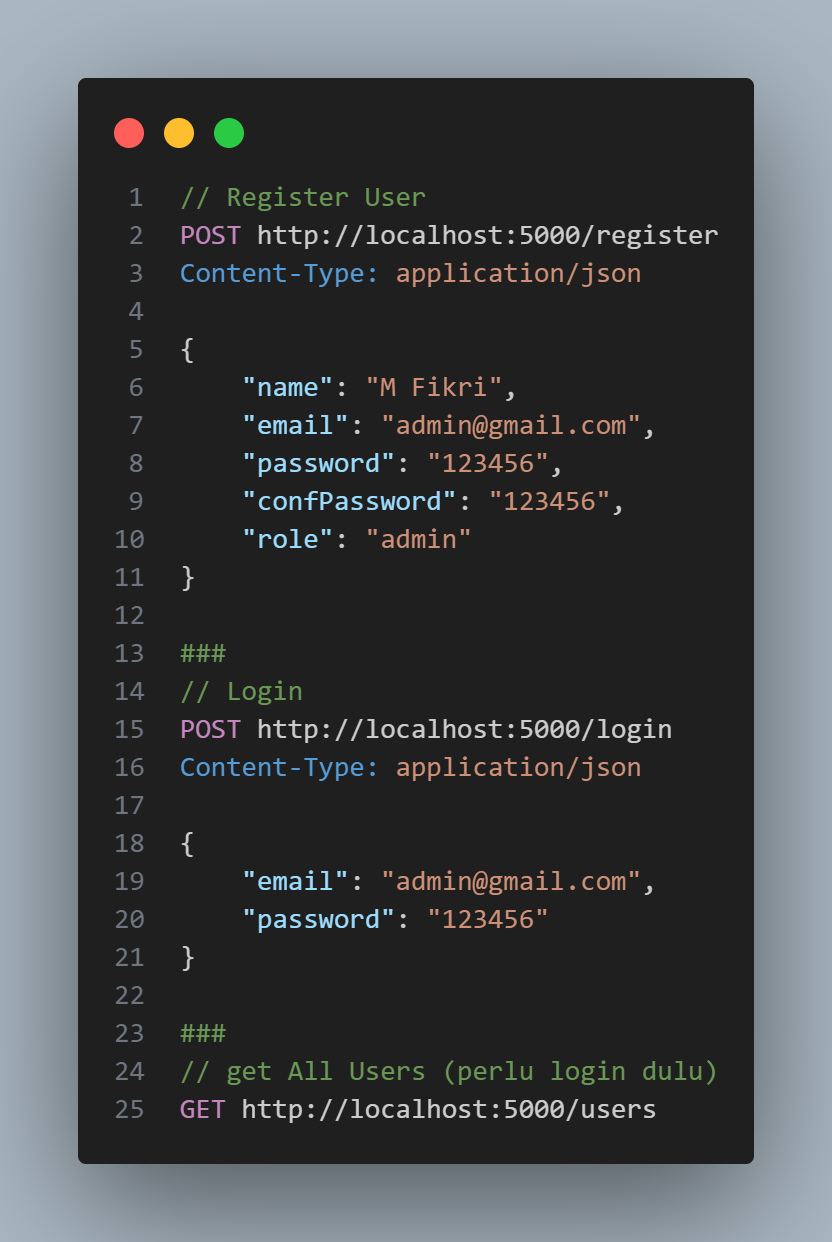 1 // Register User
2 POST http://localhost:5000/register
3 Content-Type: application/json
4
5 {
6     "name": "M Fikri",
7     "email": "admin@gmail.com",
8     "password": "123456",
9     "confPassword": "123456",
10     "role": "admin"
11 }
12
13 ###
14 // Login
15 POST http://localhost:5000/login
16 Content-Type: application/json
17
18 {
19     "email": "admin@gmail.com",
20     "password": "123456"
21 }
22
23 ###
24 // get All Users (perlu login dulu)
25 GET http://localhost:5000/users